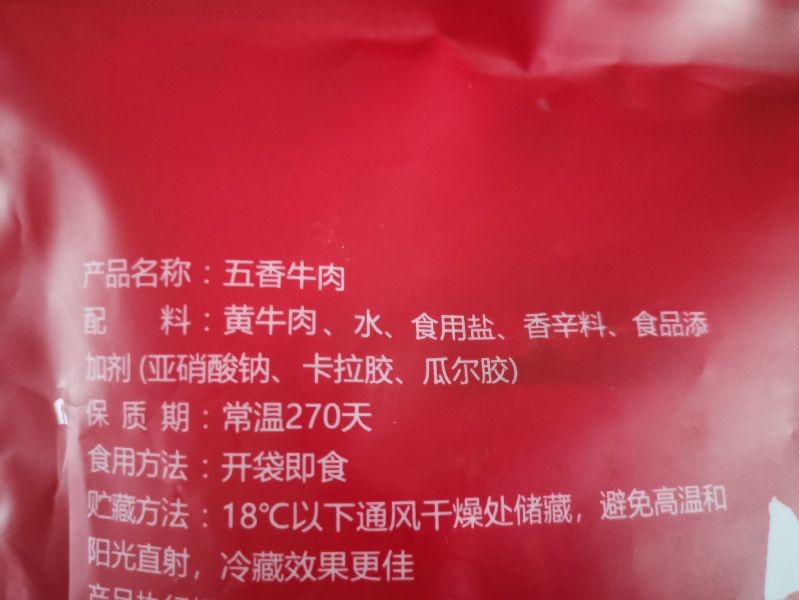 产品名称：五香牛肉
配 料：黄牛肉、水、食用盐、香辛料、食品添
加剂(亚硝酸钠、卡拉胶、瓜尔胶)
保 质 期：常温270天
食用方法：开袋即食
贮藏方法：18℃以下通风干燥处储藏，避免高温和
阳光直射，冷藏效果更佳